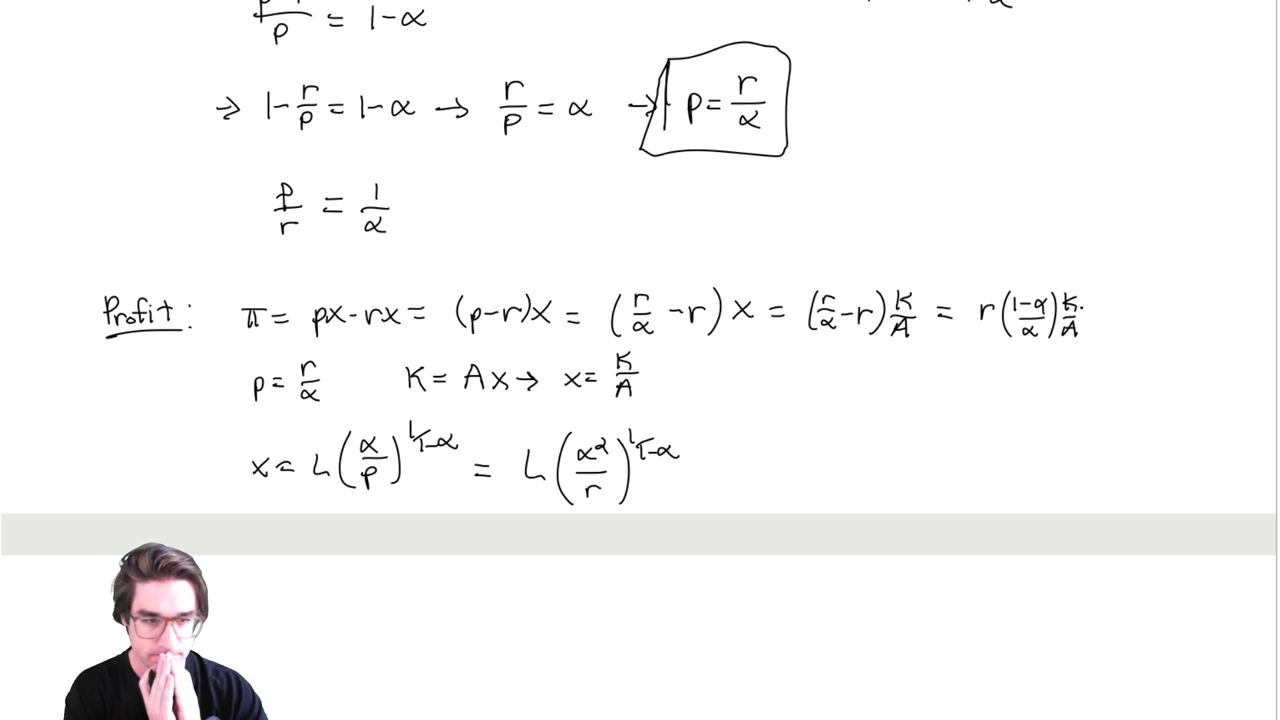 p = 1-α
⇒ 1 - r/p = 1-α → r/p = α → p = r/α
p/r = 1/α
Profit: π = px - rx = (p-r)x = (r/α - r) x = (r/α - r) K/A = r (1-α/α) K/A.
p = r/α K = Ax → x = K/A
x = L (α/p)^1/1-α = L (α²/r)^1/1-α